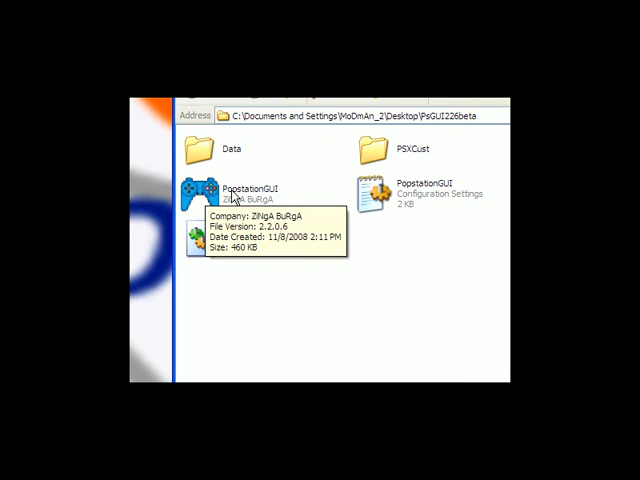 Address C:\Documents and Settings\MoDmAn_2\Desktop\PsGUI226beta
Data
PSXCust
PopstationGUI
ZiNgA BuRgA
PopstationGUI
Configuration Settings
2 KB
Company: ZiNgA BuRgA
File Version: 2.2.0.6
Date Created: 11/8/2008 2:11 PM
Size: 460 KB